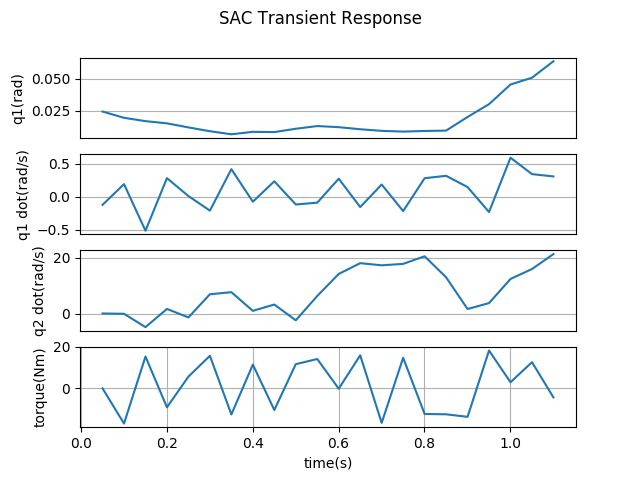 SAC Transient Response
q1(rad)
0.050
0.025
q1 dot(rad/s)
0.5
0.0
−0.5
q2 dot(rad/s)
20
0
torque(Nm)
20
0
0.0 0.2 0.4 0.6 0.8 1.0
time(s)